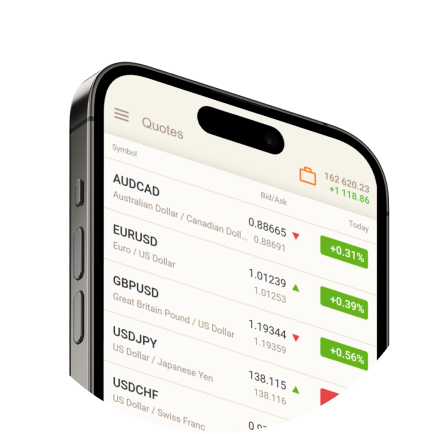 Quotes
162 620.23
+1 118.86
Symbol
Bid/Ask
Today
AUDCAD
Australian Dollar / Canadian Doll...
0.88665
0.88691
+0.31%
EURUSD
Euro / US Dollar
1.01239
1.01253
+0.39%
GBPUSD
Great Britain Pound / US Dollar
1.19344
1.19359
+0.56%
USDJPY
US Dollar / Japanese Yen
138.115
138.116
USDCHF
US Dollar / Swiss Franc